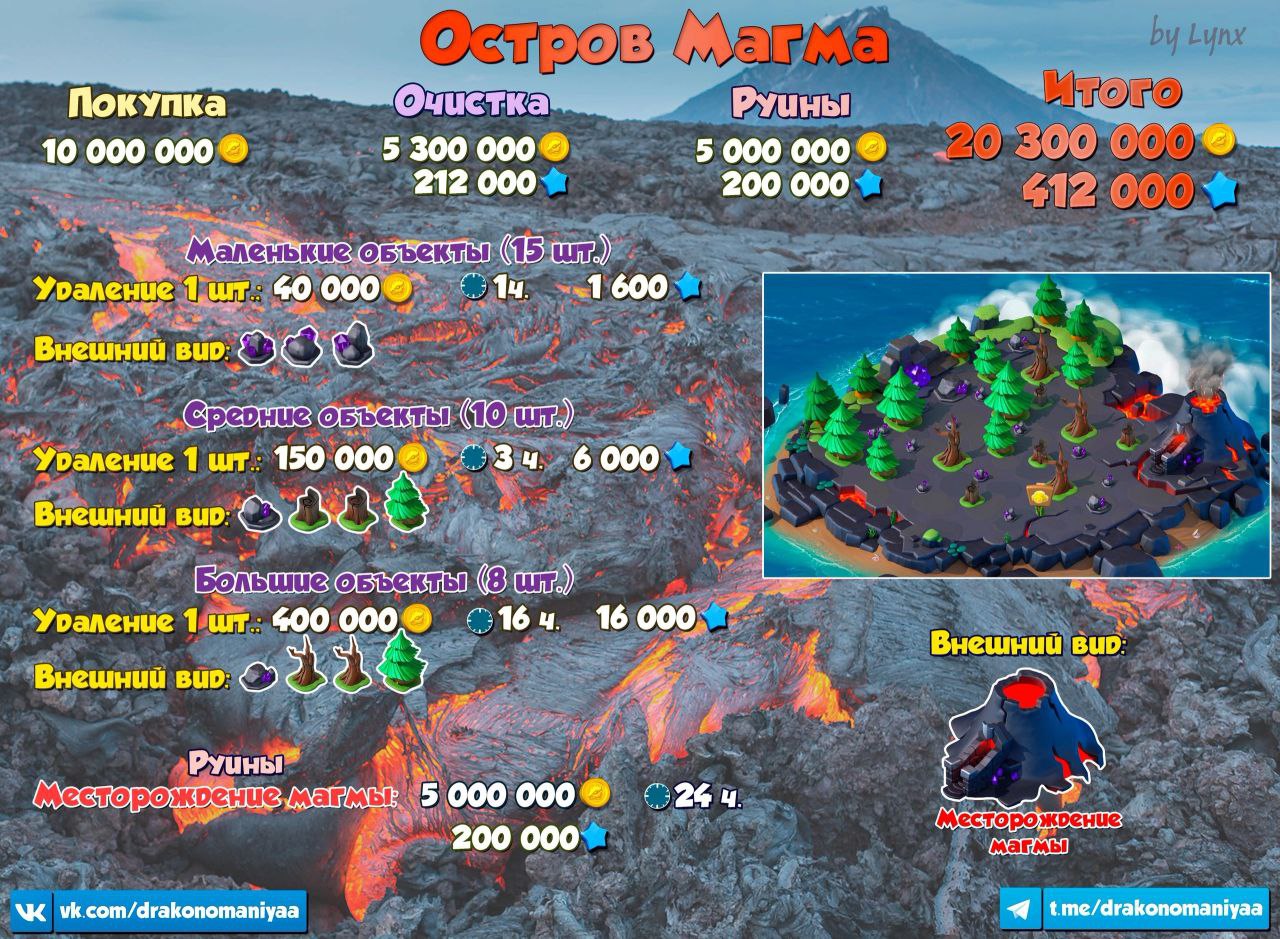 Остров Магма
by Lynx
Покупка
10 000 000
Очистка
5 300 000
212 000
Руины
5 000 000
200 000
Итого
20 300 000
412 000
Маленькие объекты (15 шт.)
Удаление 1 шт.: 40 000 1ч. 1 600
Внешний вид:
Средние объекты (10 шт.)
Удаление 1 шт.: 150 000 3 ч. 6 000
Внешний вид:
Большие объекты (8 шт.)
Удаление 1 шт.: 400 000 16 ч. 16 000
Внешний вид:
Руины
Месторождение магмы: 5 000 000 24 ч.
200 000
Внешний вид:
Месторождение
магмы
vk.com/drakonomaniyaa
t.me/drakonomaniyaa